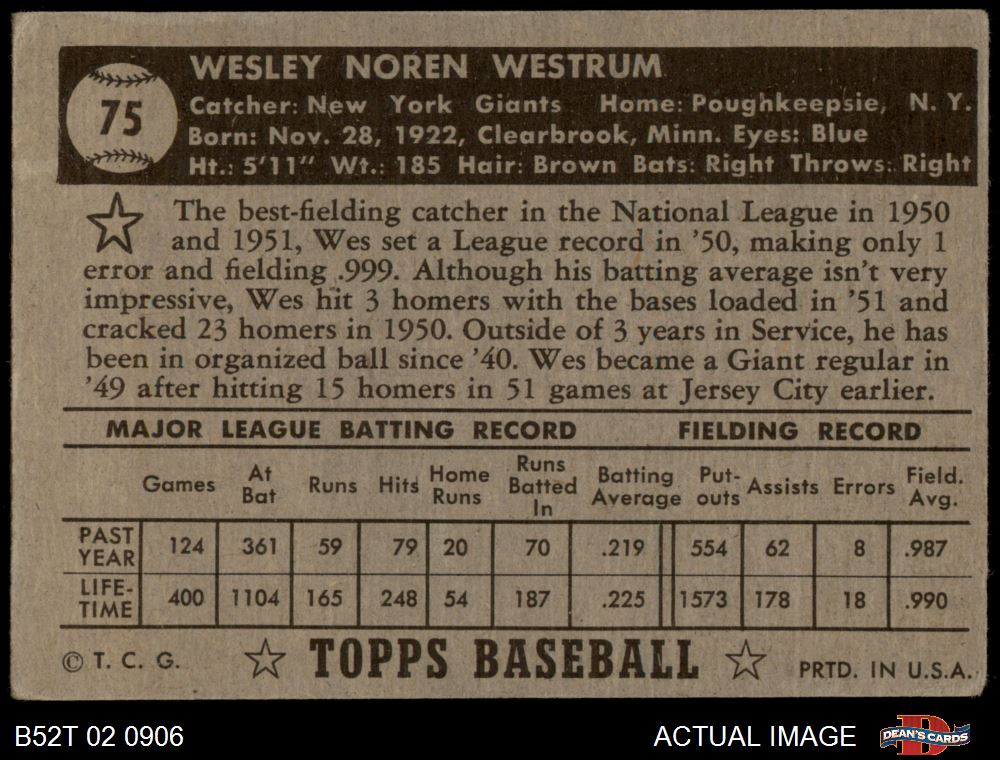 75
WESLEY NOREN WESTRUM
Catcher: New York Giants Home: Poughkeepsie, N. Y.
Born: Nov. 28, 1922, Clearbrook, Minn. Eyes: Blue
Ht.: 5'11" Wt.: 185 Hair: Brown Bats: Right Throws: Right
The best-fielding catcher in the National League in 1950
and 1951, Wes set a League record in '50, making only 1
error and fielding .999. Although his batting average isn't very
impressive, Wes hit 3 homers with the bases loaded in '51 and
cracked 23 homers in 1950. Outside of 3 years in Service, he has
been in organized ball since '40. Wes became a Giant regular in
'49 after hitting 15 homers in 51 games at Jersey City earlier.
MAJOR LEAGUE BATTING RECORD FIELDING RECORD
Games At Bat Runs Hits Home Runs Runs Batted In Batting Average Put-outs Assists Errors Field. Avg.
PAST YEAR 124 361 59 79 20 70 .219 554 62 8 .987
LIFE-TIME 400 1104 165 248 54 187 .225 1573 178 18 .990
© T. C. G. TOPPS BASEBALL PRTD. IN U.S.A.
B52T 02 0906 ACTUAL IMAGE DEAN'S CARDS